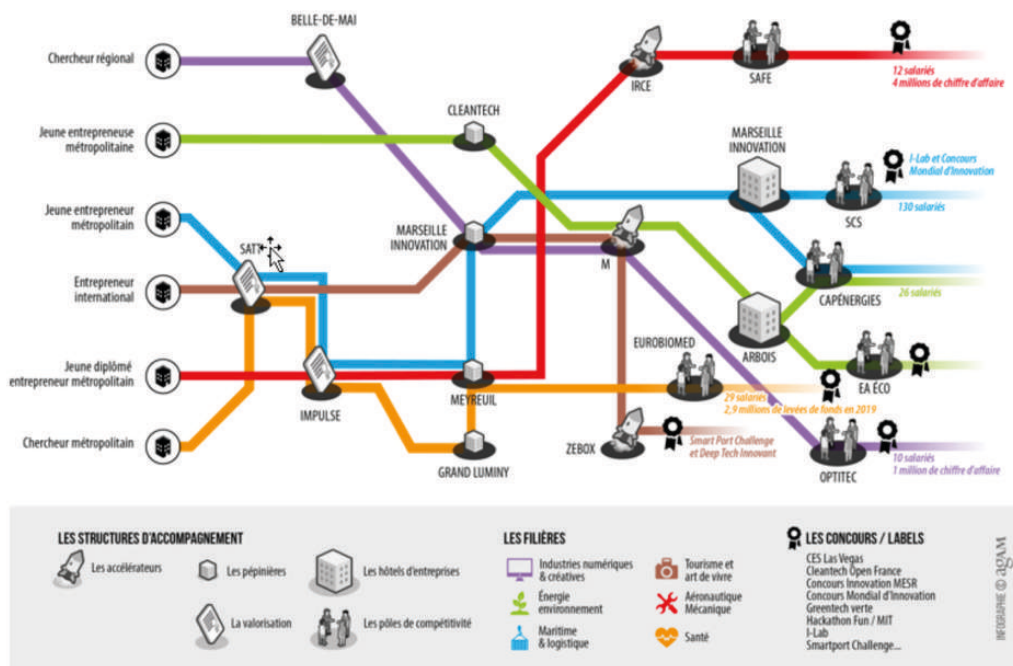 BELLE-DE-MAI
Chercheur régional
IRCE
SAFE
12 salariés
4 millions de chiffre d'affaire
CLEANTECH
Jeune entrepreneuse
métropolitaine
MARSEILLE
INNOVATION
I-Lab et Concours
Mondial d'Innovation
130 salariés
SCS
Jeune entrepreneur
métropolitain
SATT
MARSEILLE
INNOVATION
M
Entrepreneur
international
CAPÉNERGIES
26 salariés
ARBOIS
EUROBIOMED
Jeune diplômé
entrepreneur métropolitain
IMPULSE
MEYREUIL
EA ÉCO
29 salariés
2,9 millions de levées de fonds en 2019
Chercheur métropolitain
GRAND LUMINY
ZEBOX
Smart Port Challenge
et Deep Tech Innovant
OPTITEC
10 salariés
1 million de chiffre d'affaire
LES STRUCTURES D'ACCOMPAGNEMENT
Les accélérateurs
Les pépinières
Les hôtels d'entreprises
La valorisation
Les pôles de compétitivité
LES FILIÈRES
Industries numériques
& créatives
Énergie
environnement
Maritime
& logistique
Tourisme et
art de vivre
Aéronautique
Mécanique
Santé
LES CONCOURS / LABELS
CES Las Vegas
Cleantech Open France
Concours Innovation MESR
Concours Mondial d'Innovation
Greentech verte
Hackathon Fun / MIT
I-Lab
Smartport Challenge...
INFOGRAPHIE © agAM